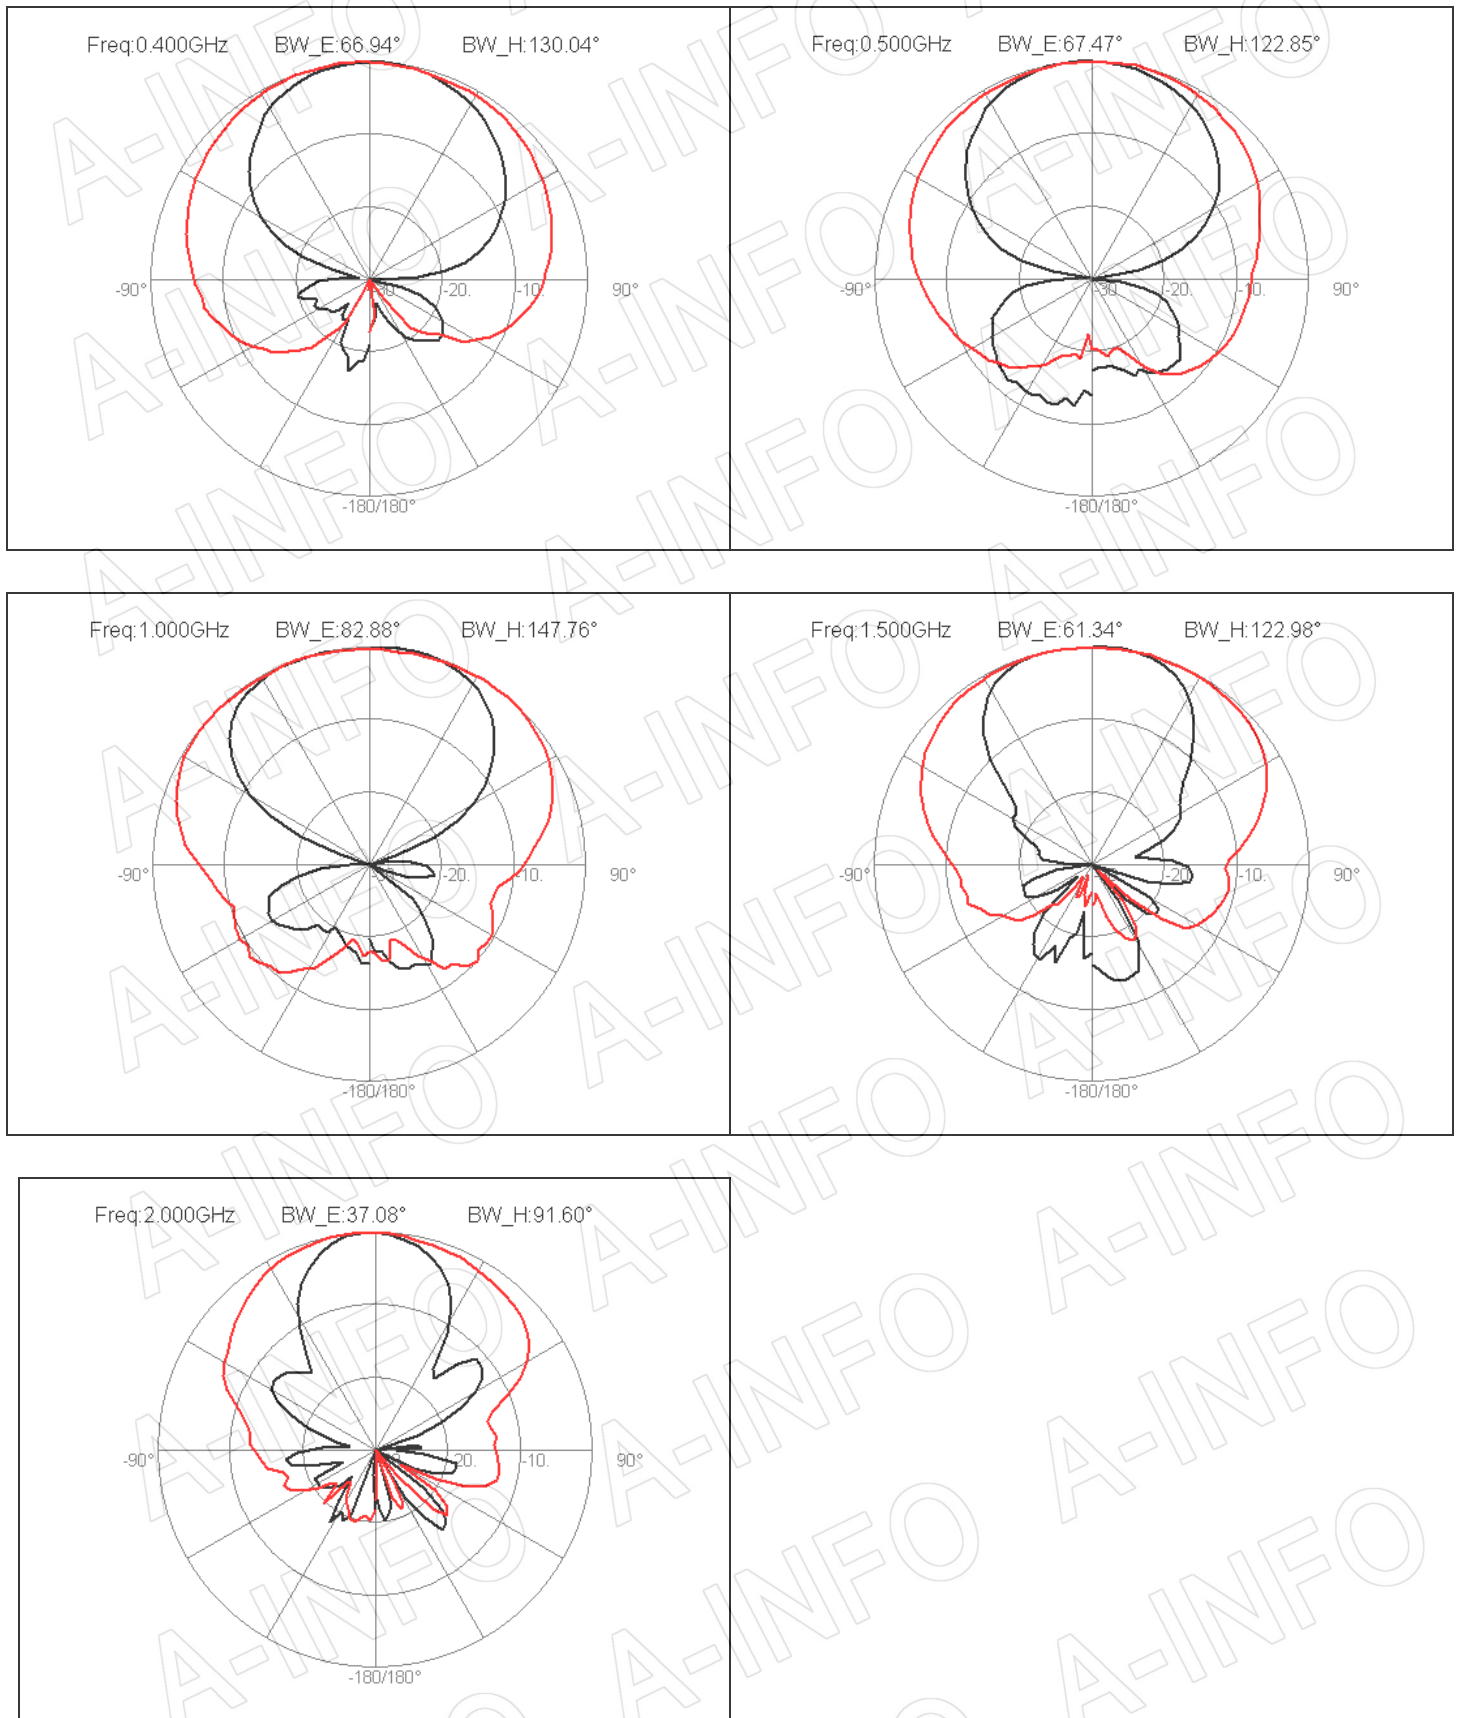 Freq:0.400GHz BW_E:66.94° BW_H:130.04°
-90° -30 -20. -10. 90°
-180/180°
Freq:0.500GHz BW_E:67.47° BW_H:122.85°
-90° -30 -20. -10. 90°
-180/180°
Freq:1.000GHz BW_E:82.88° BW_H:147.76°
-90° -20. -10. 90°
-180/180°
Freq:1.500GHz BW_E:61.34° BW_H:122.98°
-90° -20. -10. 90°
-180/180°
Freq:2.000GHz BW_E:37.08° BW_H:91.60°
-90° -20. -10. 90°
-180/180°
A-INFO